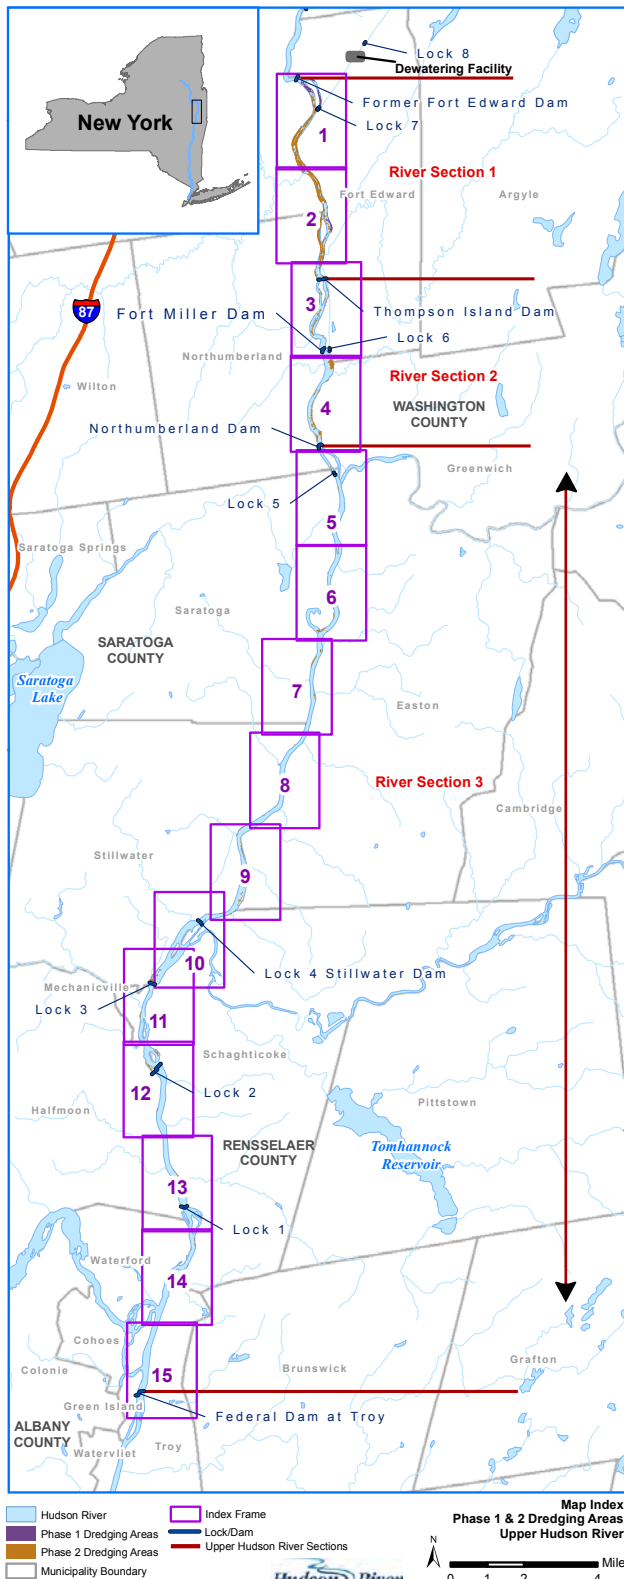 Lock 8
Dewatering Facility
New York
Former Fort Edward Dam
Lock 7
1
River Section 1
Fort Edward
Argyle
2
3
Thompson Island Dam
87
Fort Miller Dam
Lock 6
Northumberland
River Section 2
Wilton
WASHINGTON
COUNTY
4
Northumberland Dam
Greenwich
Lock 5
5
Saratoga Springs
6
Saratoga
SARATOGA
COUNTY
Saratoga
Lake
7
Easton
8
River Section 3
Cambridge
Stillwater
9
10
Lock 4 Stillwater Dam
Mechanicville
Lock 3
11
Schaghticoke
12
Lock 2
Halfmoon
Pittstown
RENSSELAER
COUNTY
Tomhannock
Reservoir
13
Lock 1
Waterford
14
Cohoes
Colonie
15
Brunswick
Grafton
Green Island
Federal Dam at Troy
ALBANY
COUNTY
Watervliet
Troy
Hudson River
Phase 1 Dredging Areas
Phase 2 Dredging Areas
Municipality Boundary
Index Frame
Lock/Dam
Upper Hudson River Sections
Map Index
Phase 1 & 2 Dredging Areas
Upper Hudson River
N
Mile
0 1 2 4
Hudson River